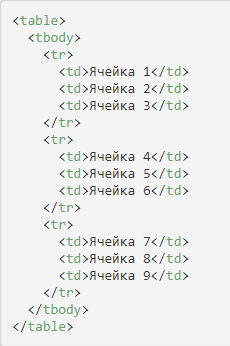 <table>
  <tbody>
    <tr>
      <td>Ячейка 1</td>
      <td>Ячейка 2</td>
      <td>Ячейка 3</td>
    </tr>
    <tr>
      <td>Ячейка 4</td>
      <td>Ячейка 5</td>
      <td>Ячейка 6</td>
    </tr>
    <tr>
      <td>Ячейка 7</td>
      <td>Ячейка 8</td>
      <td>Ячейка 9</td>
    </tr>
  </tbody>
</table>